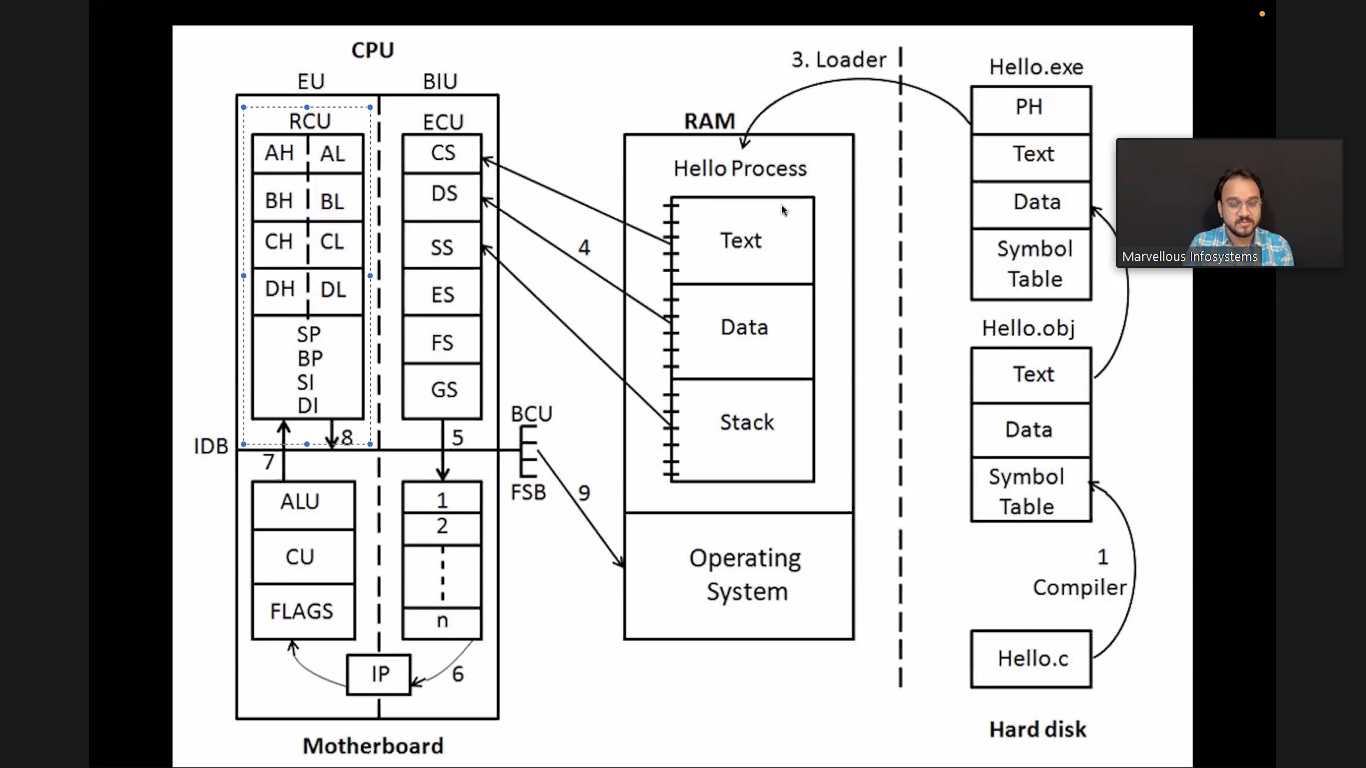 CPU
EU
BIU
RCU
AH
AL
BH
BL
CH
CL
DH
DL
SP
BP
SI
DI
ECU
CS
DS
SS
ES
FS
GS
IDB
7
8
5
BCU
FSB
9
ALU
CU
FLAGS
1
2
n
IP
6
Motherboard
4
3. Loader
RAM
Hello Process
Text
Data
Stack
Operating
System
Hello.exe
PH
Text
Data
Symbol
Table
Hello.obj
Text
Data
Symbol
Table
1
Compiler
Hello.c
Hard disk
Marvellous Infosystems